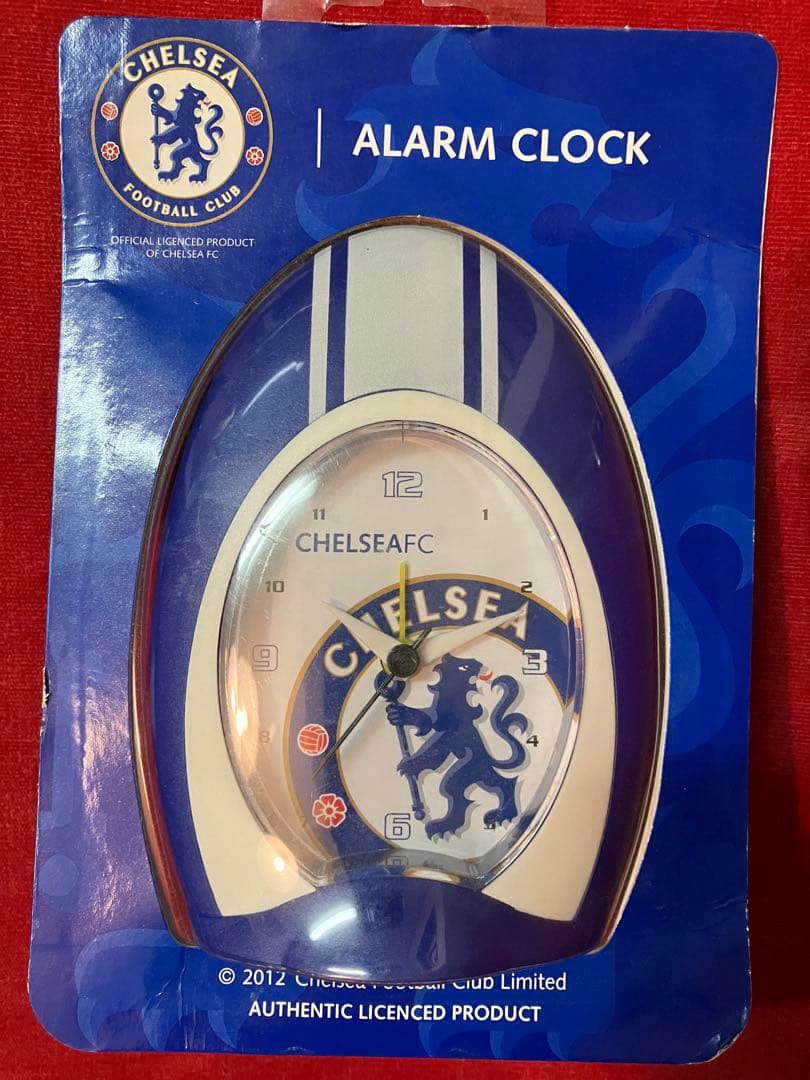 CHELSEA
FOOTBALL CLUB
OFFICIAL LICENCED PRODUCT
OF CHELSEA FC
ALARM CLOCK
12
11
1
CHELSEAFC
10
2
CHELSEA
9
3
8
4
6
© 2012 Chelsea Football Club Limited
AUTHENTIC LICENCED PRODUCT